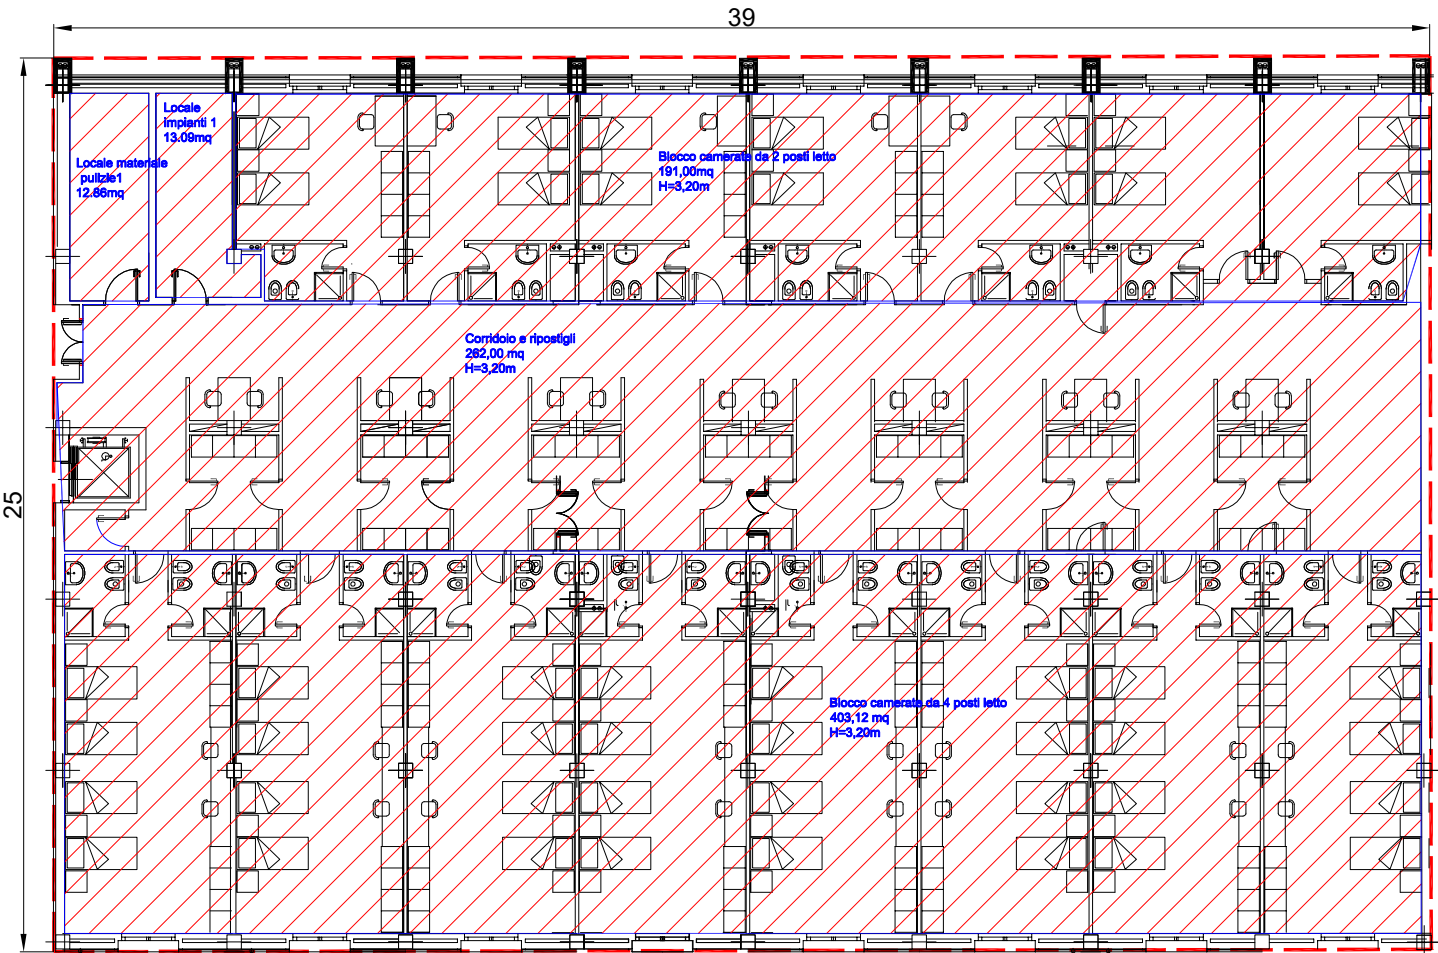 39
25
Locale
impianti 1
13.09mq
Locale materiale
pulizie1
12.86mq
Blocco camerate da 2 posti letto
191,00mq
H=3,20m
Corridoio e ripostigli
262,00 mq
H=3,20m
Blocco camerate da 4 posti letto
403,12 mq
H=3,20m